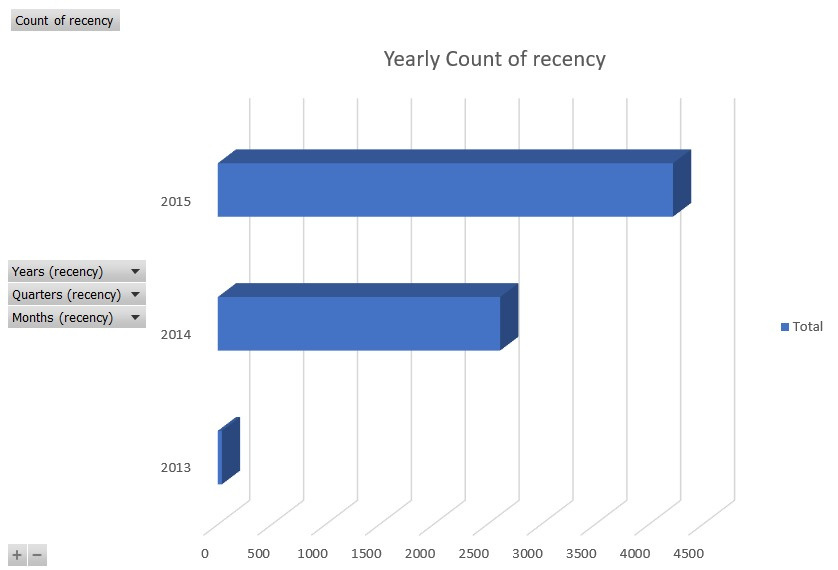 Count of recency
Yearly Count of recency
2015
Years (recency)
Quarters (recency)
Months (recency)
2014
Total
2013
+ −
0 500 1000 1500 2000 2500 3000 3500 4000 4500